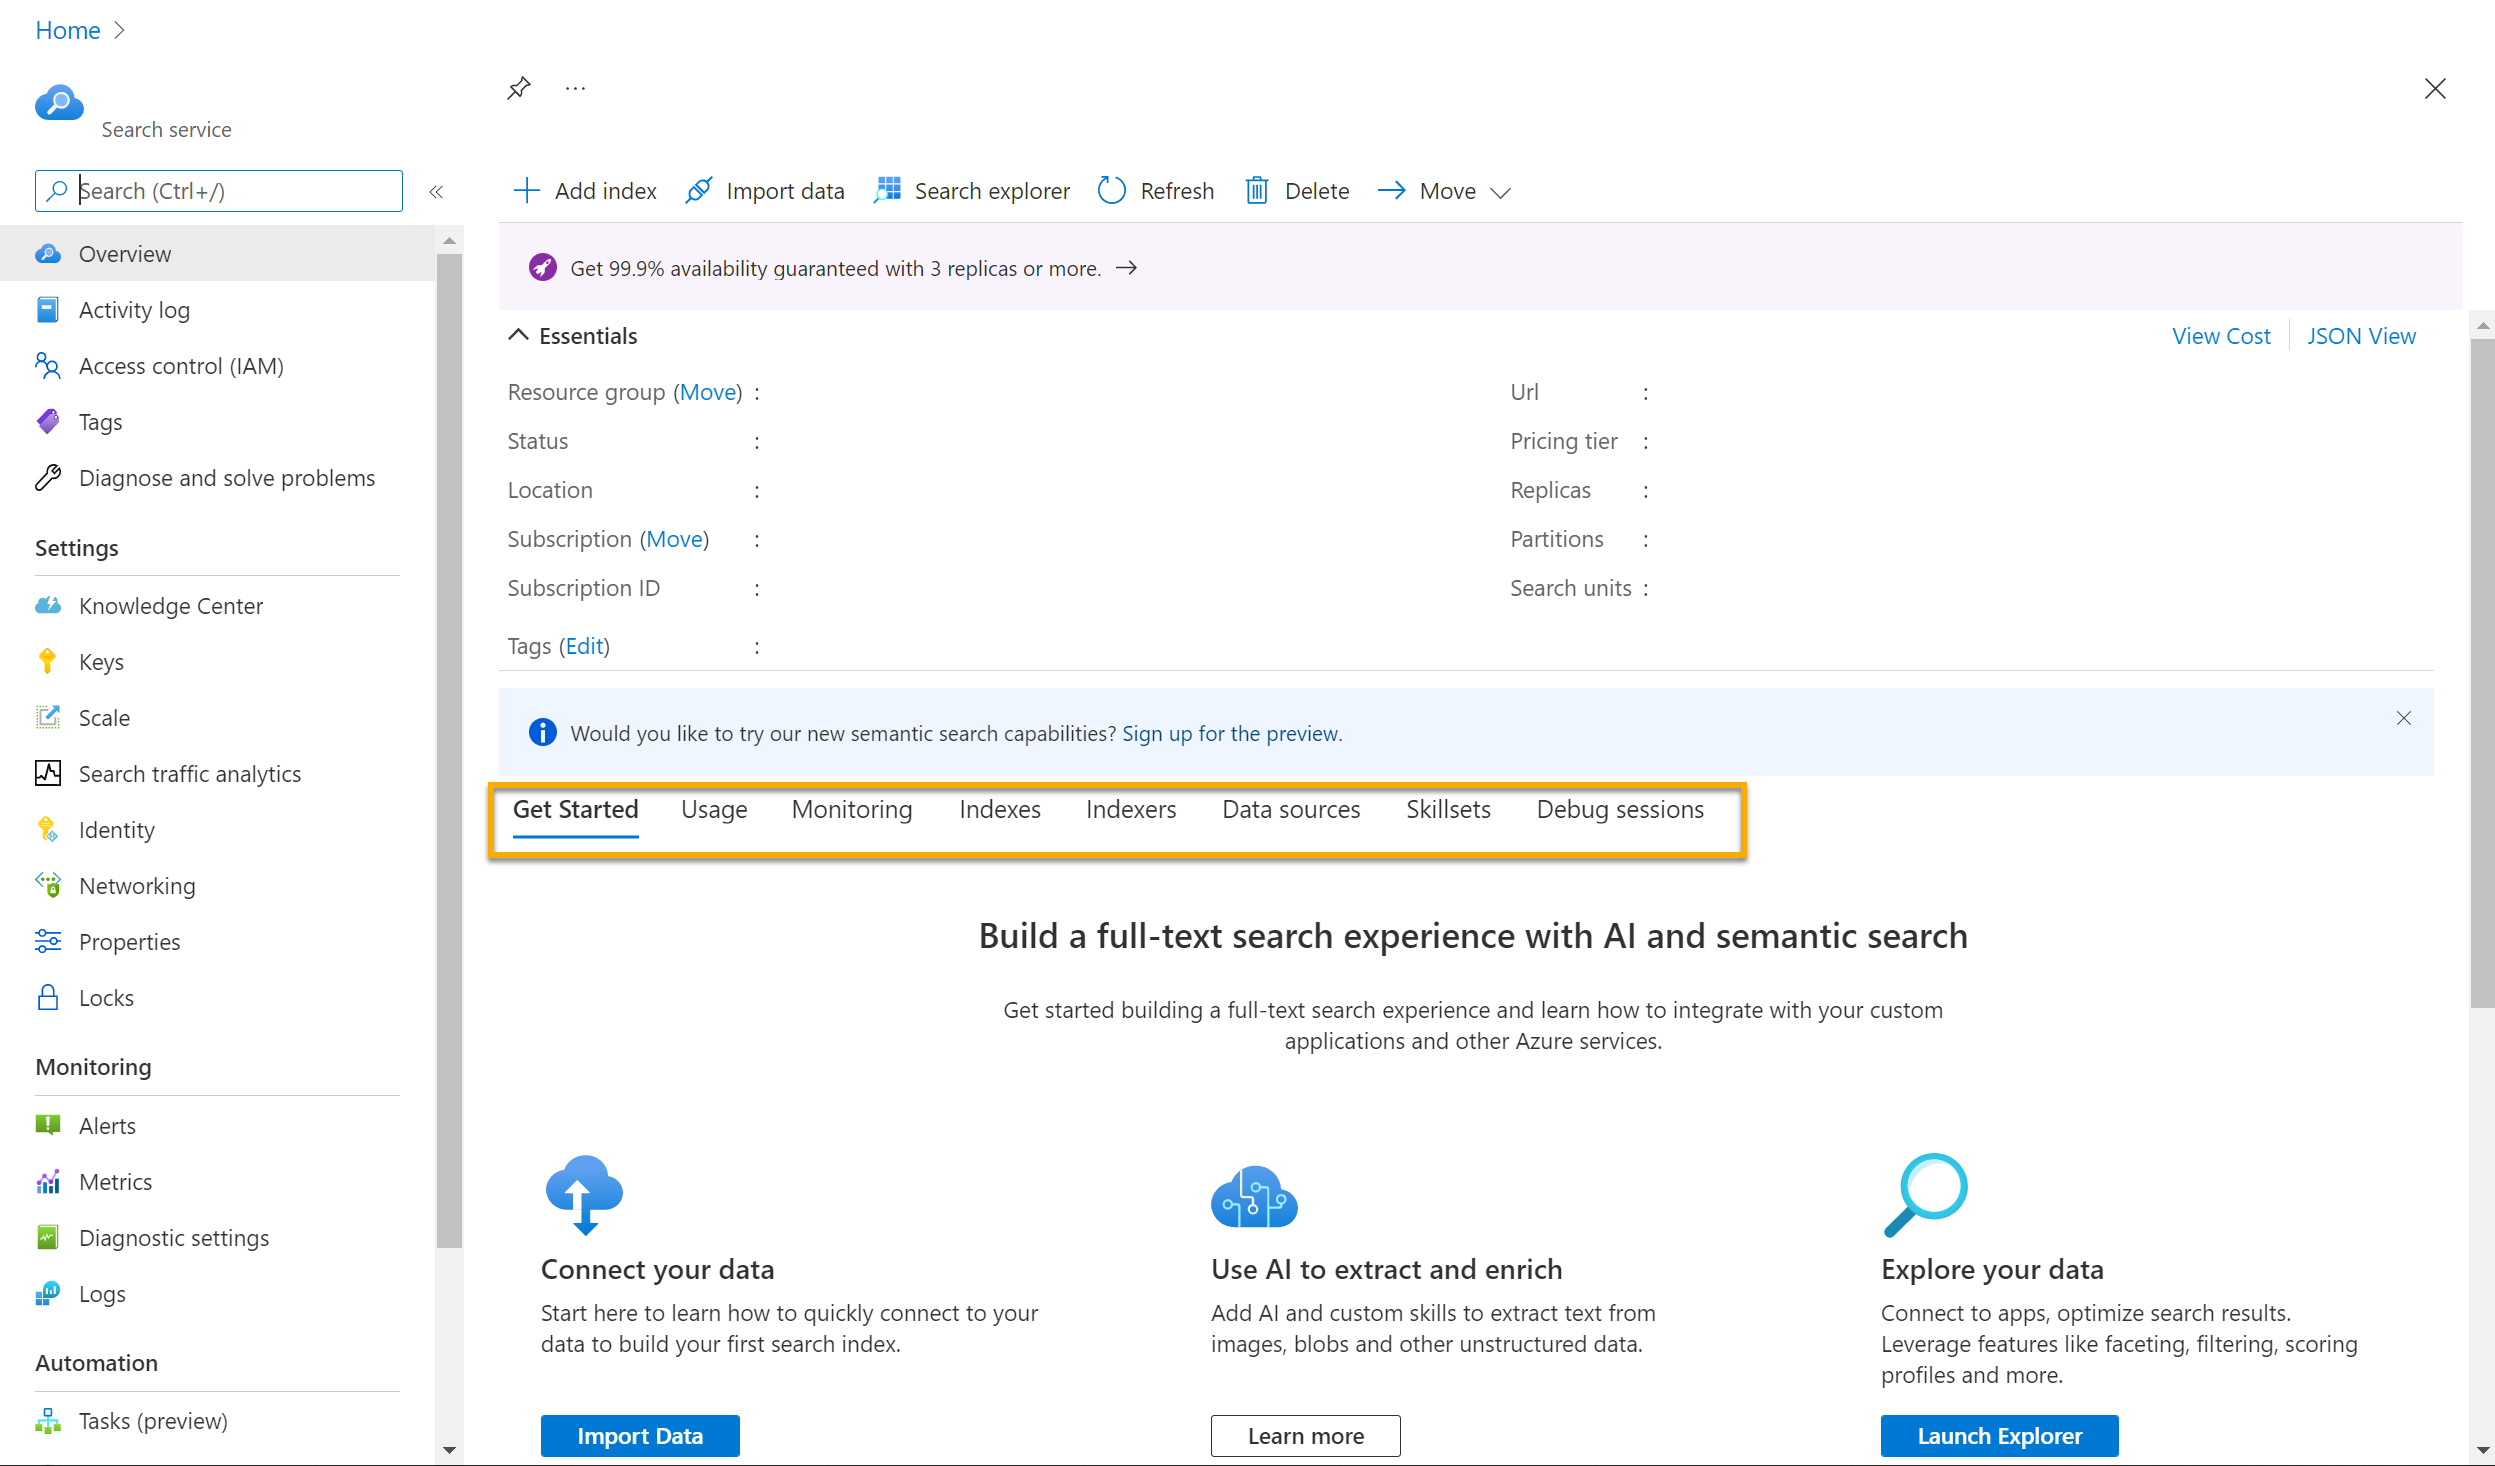 Home
Search service
Search (Ctrl+/)
Overview
Activity log
Access control (IAM)
Tags
Diagnose and solve problems
Settings
Knowledge Center
Keys
Scale
Search traffic analytics
Identity
Networking
Properties
Locks
Monitoring
Alerts
Metrics
Diagnostic settings
Logs
Automation
Tasks (preview)
Add index Import data Search explorer Refresh Delete Move
Get 99.9% availability guaranteed with 3 replicas or more.
Essentials
View Cost JSON View
Resource group (Move) :
Status :
Location :
Subscription (Move) :
Subscription ID :
Tags (Edit) :
Url :
Pricing tier :
Replicas :
Partitions :
Search units :
Would you like to try our new semantic search capabilities? Sign up for the preview.
Get Started Usage Monitoring Indexes Indexers Data sources Skillsets Debug sessions
Build a full-text search experience with AI and semantic search
Get started building a full-text search experience and learn how to integrate with your custom
applications and other Azure services.
Connect your data
Start here to learn how to quickly connect to your
data to build your first search index.
Import Data
Use AI to extract and enrich
Add AI and custom skills to extract text from
images, blobs and other unstructured data.
Learn more
Explore your data
Connect to apps, optimize search results.
Leverage features like faceting, filtering, scoring
profiles and more.
Launch Explorer